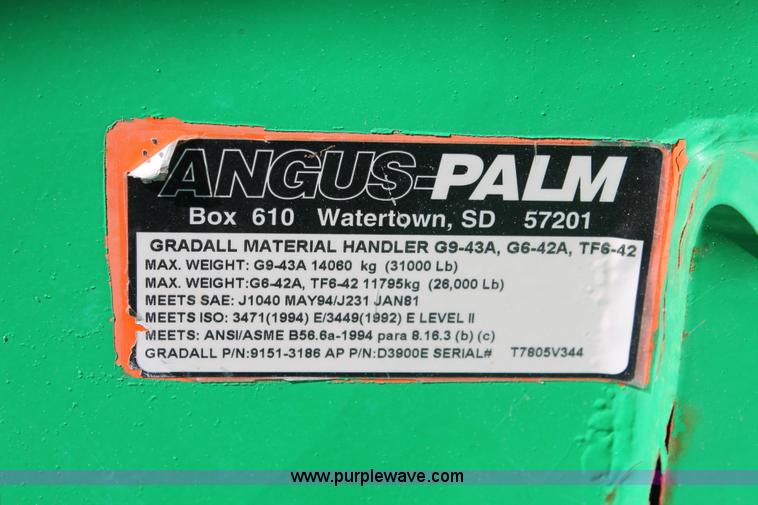 ANGUS-PALM
Box 610 Watertown, SD 57201
GRADALL MATERIAL HANDLER G9-43A, G6-42A, TF6-42
MAX. WEIGHT: G9-43A 14060 kg (31000 Lb)
MAX. WEIGHT:G6-42A, TF6-42 11795kg (26,000 Lb)
MEETS SAE: J1040 MAY94/J231 JAN81
MEETS ISO: 3471(1994) E/3449(1992) E LEVEL II
MEETS: ANSI/ASME B56.6a-1994 para 8.16.3 (b) (c)
GRADALL P/N:9151-3186 AP P/N:D3900E SERIAL# T7805V344
www.purplewave.com